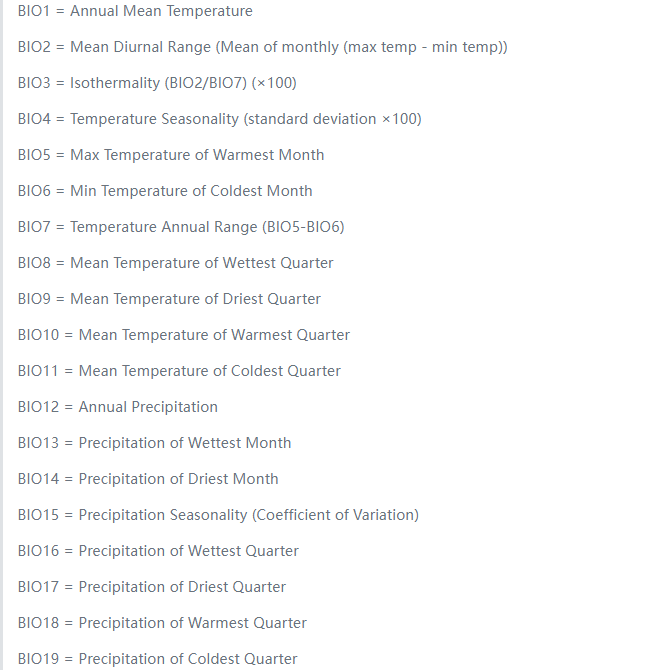 BIO1 = Annual Mean Temperature
BIO2 = Mean Diurnal Range (Mean of monthly (max temp - min temp))
BIO3 = Isothermality (BIO2/BIO7) (×100)
BIO4 = Temperature Seasonality (standard deviation ×100)
BIO5 = Max Temperature of Warmest Month
BIO6 = Min Temperature of Coldest Month
BIO7 = Temperature Annual Range (BIO5-BIO6)
BIO8 = Mean Temperature of Wettest Quarter
BIO9 = Mean Temperature of Driest Quarter
BIO10 = Mean Temperature of Warmest Quarter
BIO11 = Mean Temperature of Coldest Quarter
BIO12 = Annual Precipitation
BIO13 = Precipitation of Wettest Month
BIO14 = Precipitation of Driest Month
BIO15 = Precipitation Seasonality (Coefficient of Variation)
BIO16 = Precipitation of Wettest Quarter
BIO17 = Precipitation of Driest Quarter
BIO18 = Precipitation of Warmest Quarter
BIO19 = Precipitation of Coldest Quarter